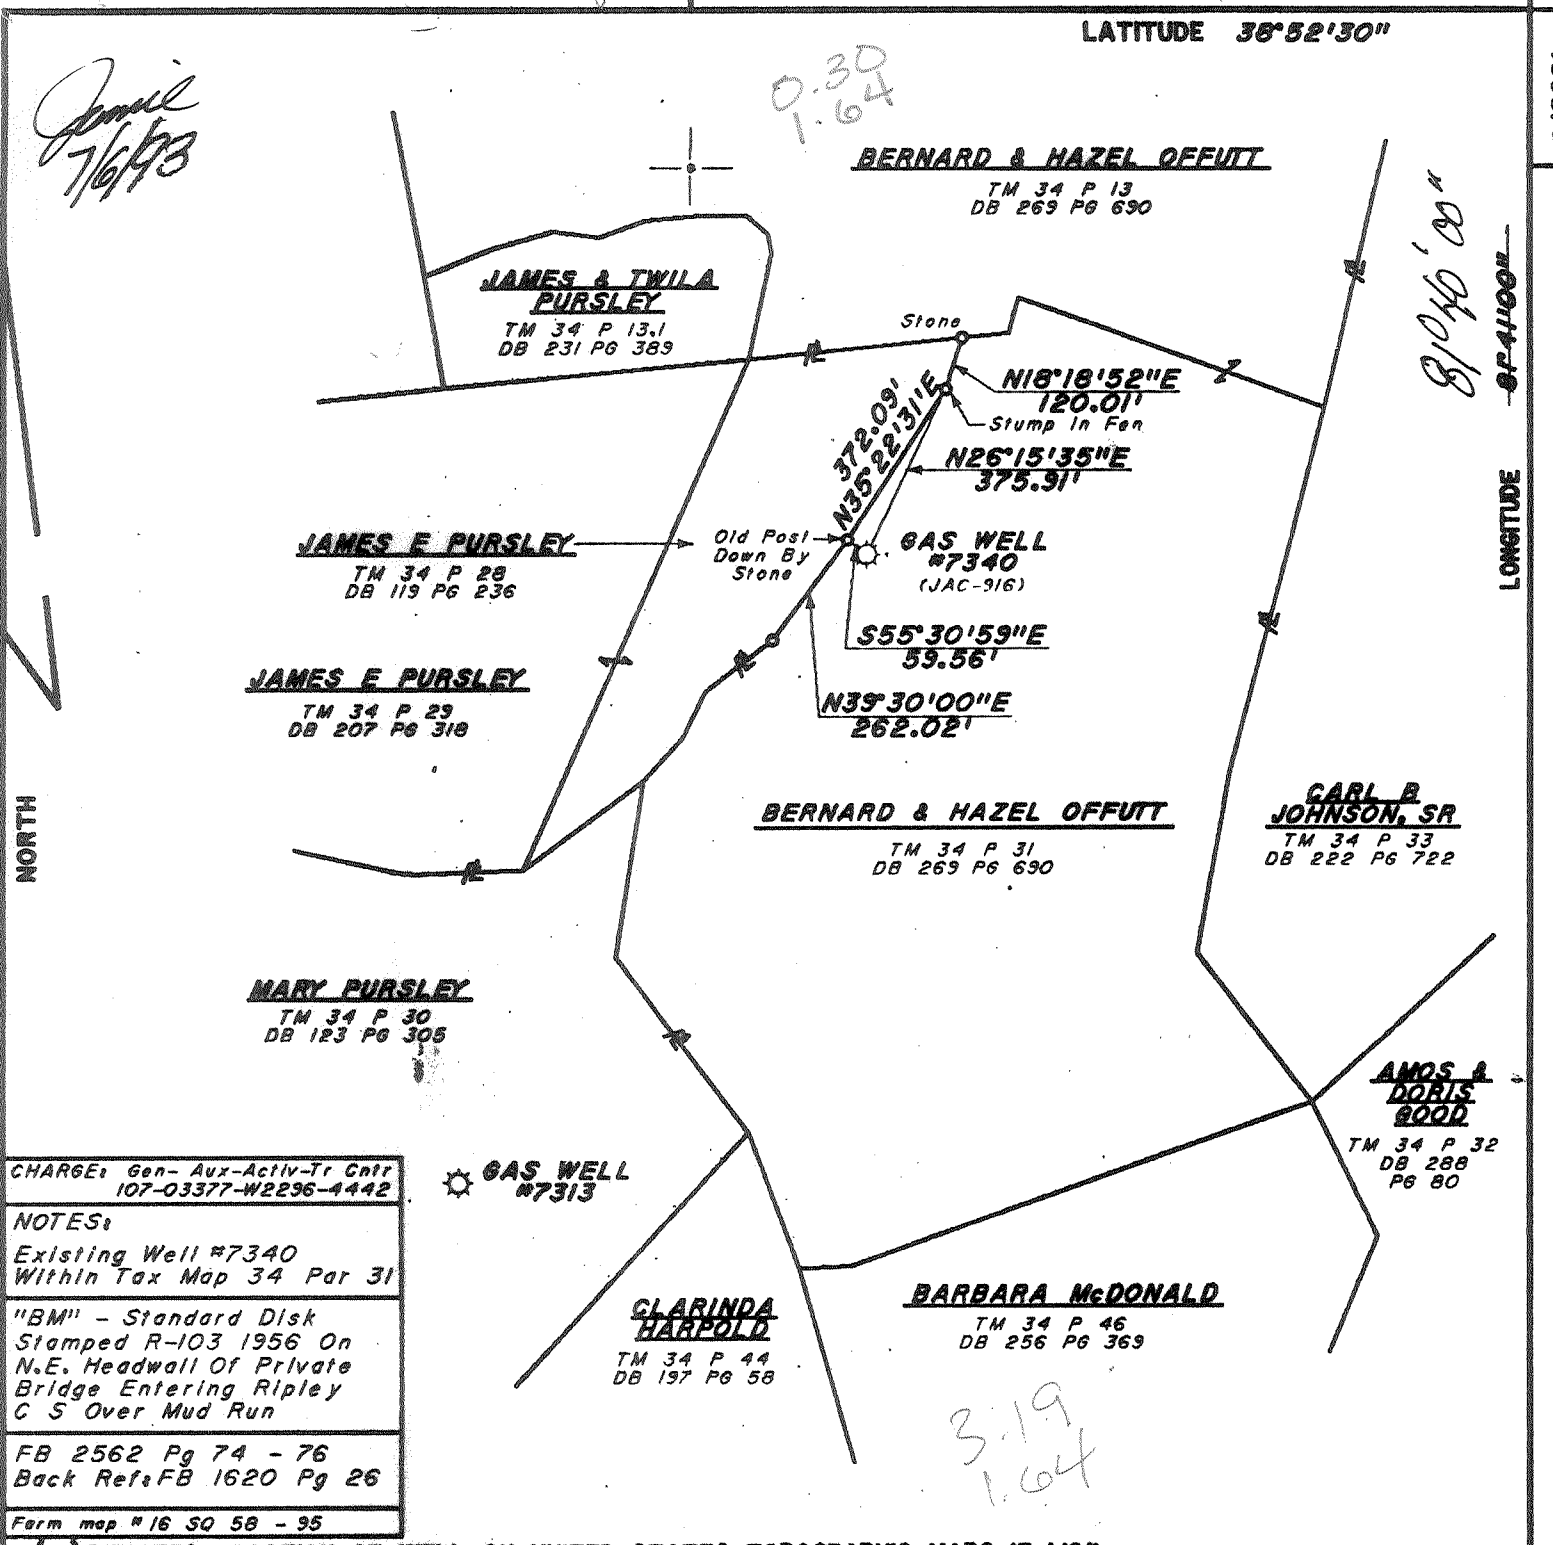 LATITUDE 38°52'30"
Jamie
7/6/93
0.30
1.64
BERNARD & HAZEL OFFUTT
TM 34 P 13
DB 269 PG 690
81°40'00"
81°41'00"
LONGITUDE
JAMES & TWILA
PURSLEY
TM 34 P 13.1
DB 231 PG 389
Stone
N18°18'52"E
120.01'
Stump In Fen
372.09'
N35°22'31"E
N26°15'35"E
375.91'
JAMES E PURSLEY
TM 34 P 28
DB 119 PG 236
Old Post
Down By
Stone
GAS WELL
#7340
(JAC-916)
S55°30'59"E
59.56'
JAMES E PURSLEY
TM 34 P 29
DB 207 PG 318
N39°30'00"E
262.02'
NORTH
BERNARD & HAZEL OFFUTT
TM 34 P 31
DB 269 PG 690
CARL B
JOHNSON, SR
TM 34 P 33
DB 222 PG 722
MARY PURSLEY
TM 34 P 30
DB 123 PG 305
AMOS &
DORIS
GOOD
TM 34 P 32
DB 288
PG 80
GAS WELL
#7313
CHARGE: Gen- Aux-Activ-Tr Cntr
107-03377-W2296-4442
NOTES:
Existing Well #7340
Within Tax Map 34 Par 31
"BM" - Standard Disk
Stamped R-103 1956 On
N.E. Headwall Of Private
Bridge Entering Ripley
C S Over Mud Run
FB 2562 Pg 74 - 76
Back Ref: FB 1620 Pg 26
Farm map #16 SQ 58 - 95
CLARINDA
HARPOLD
TM 34 P 44
DB 197 PG 58
BARBARA McDONALD
TM 34 P 46
DB 256 PG 369
3.19
1.64